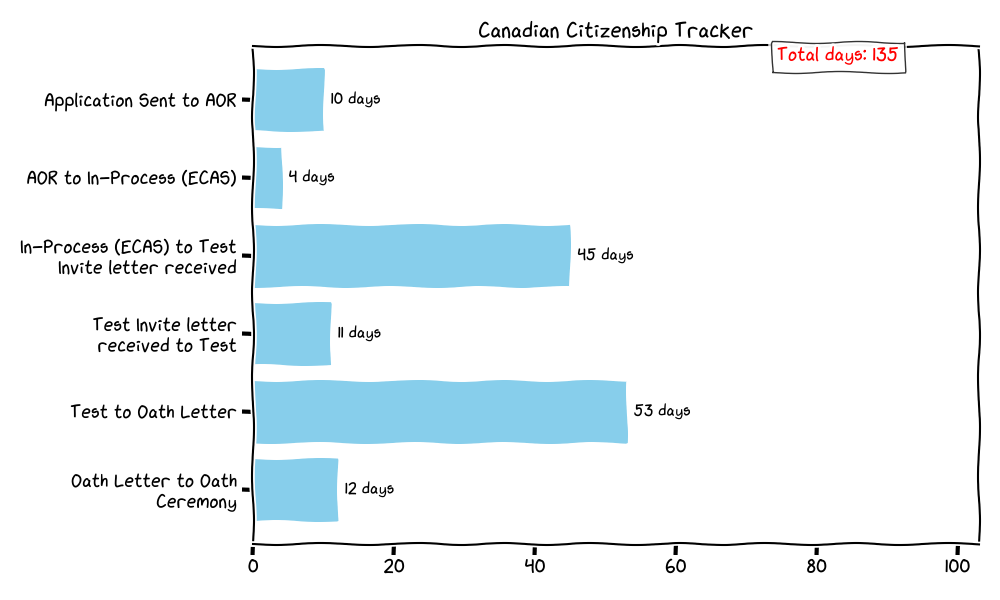 Canadian Citizenship Tracker
Total days: 135
Application Sent to AOR
10 days
AOR to In-Process (ECAS)
4 days
In-Process (ECAS) to Test
Invite letter received
45 days
Test Invite letter
received to Test
11 days
Test to Oath Letter
53 days
Oath Letter to Oath
Ceremony
12 days
0 20 40 60 80 100